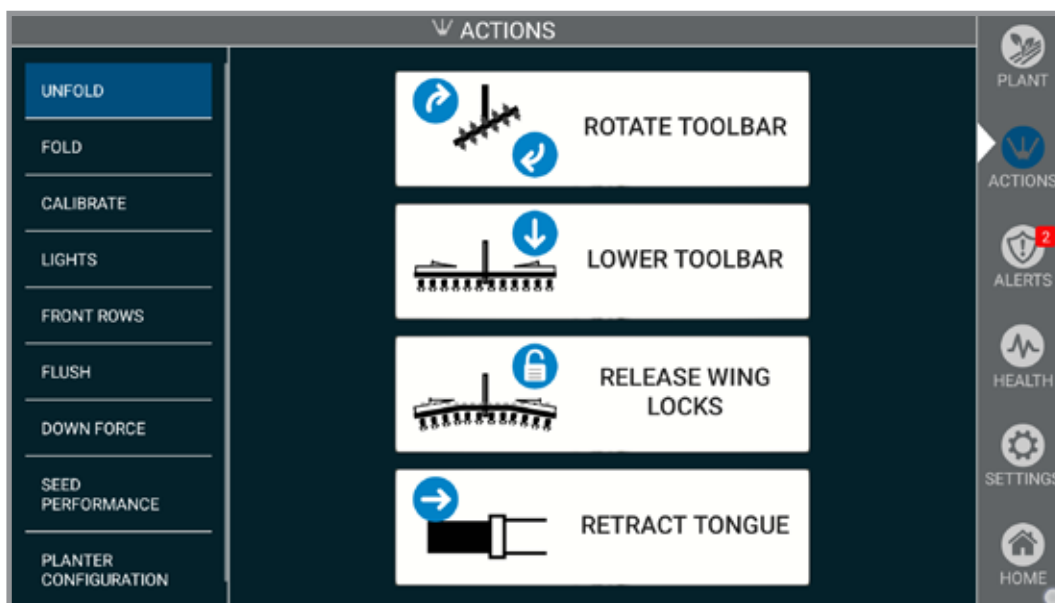 ACTIONS
UNFOLD
FOLD
CALIBRATE
LIGHTS
FRONT ROWS
FLUSH
DOWN FORCE
SEED
PERFORMANCE
PLANTER
CONFIGURATION
ROTATE TOOLBAR
LOWER TOOLBAR
RELEASE WING
LOCKS
RETRACT TONGUE
PLANT
ACTIONS
2
ALERTS
HEALTH
SETTINGS
HOME